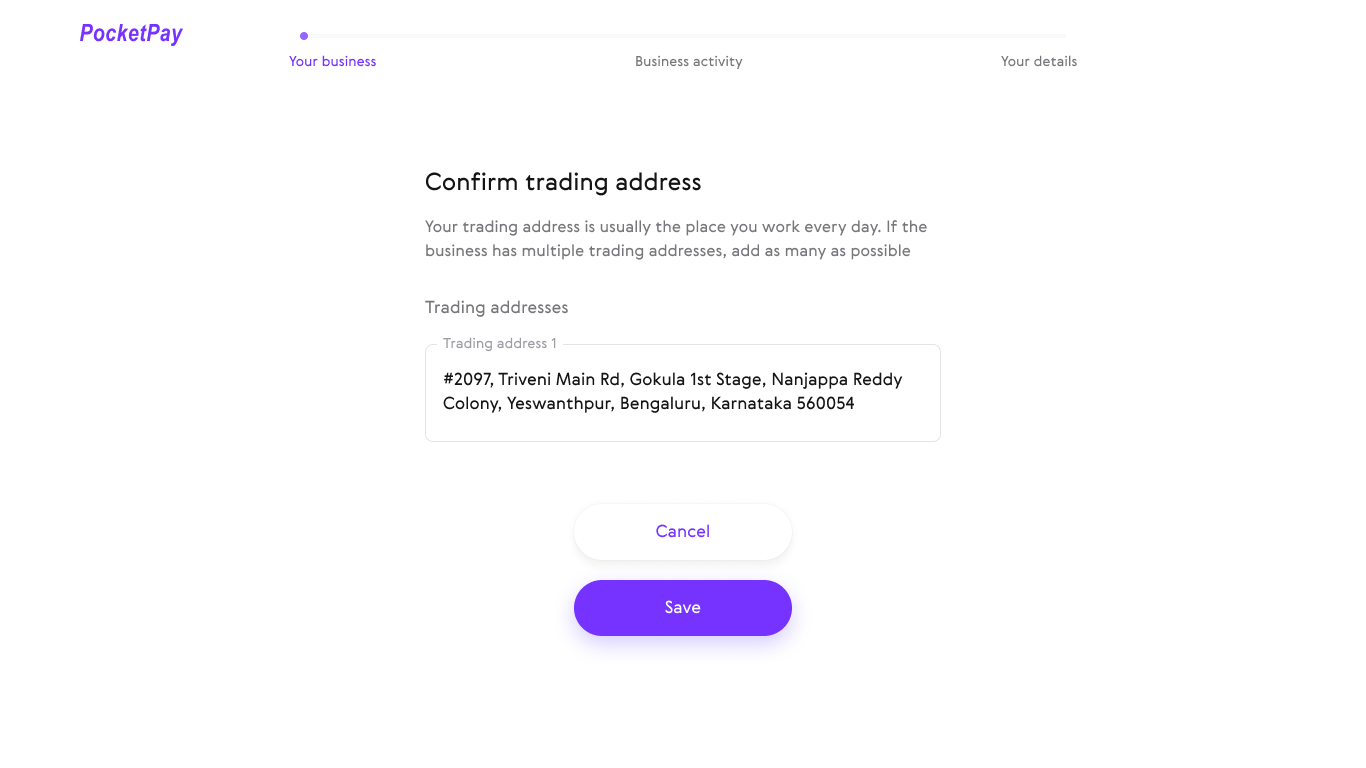 PocketPay
Your business
Business activity
Your details
Confirm trading address
Your trading address is usually the place you work every day. If the
business has multiple trading addresses, add as many as possible
Trading addresses
Trading address 1
#2097, Triveni Main Rd, Gokula 1st Stage, Nanjappa Reddy
Colony, Yeswanthpur, Bengaluru, Karnataka 560054
Cancel
Save